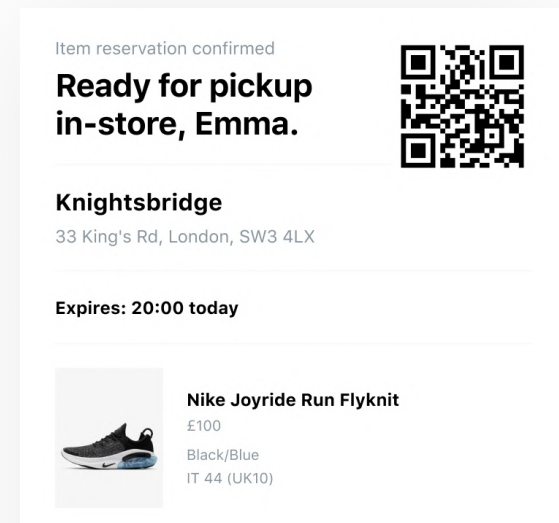 Item reservation confirmed
Ready for pickup
in-store, Emma.
Knightsbridge
33 King's Rd, London, SW3 4LX
Expires: 20:00 today
Nike Joyride Run Flyknit
£100
Black/Blue
IT 44 (UK10)